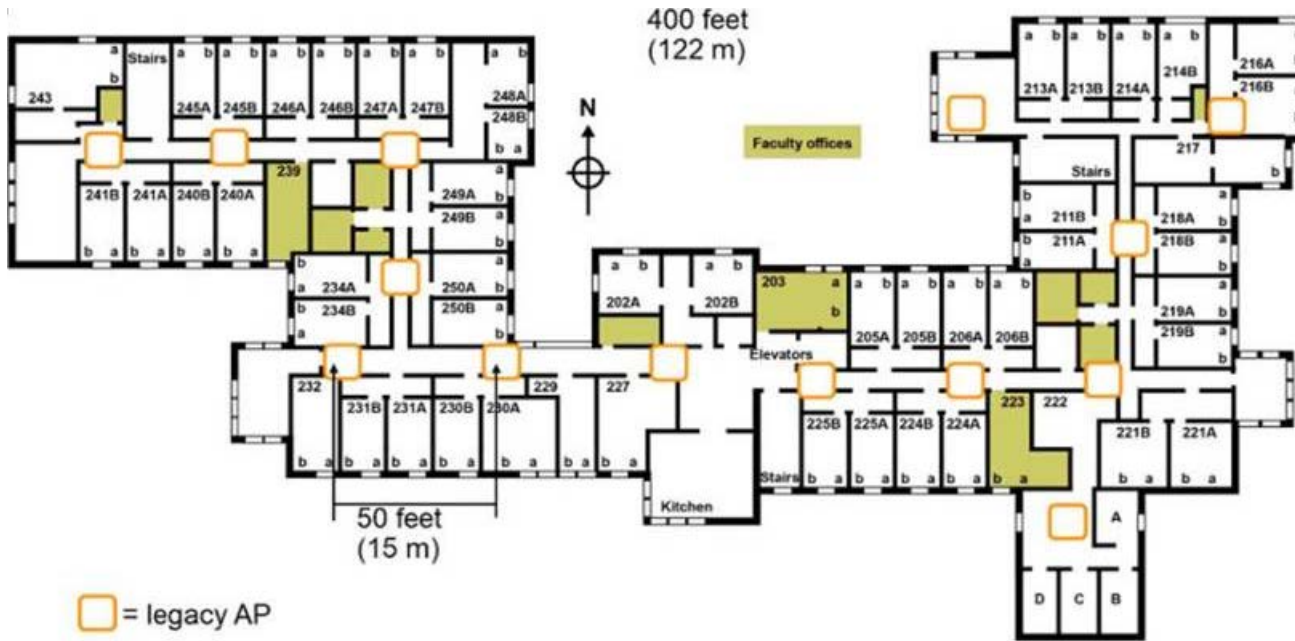 400 feet
(122 m)
a
b
Stairs
a b a b a b a b a b a b a
243
245A 245B 246A 246B 247A 247B 248A
248B
b a
N
Faculty offices
a b a b a b a b
213A 213B 214A 214B
216A
216B
217
b
Stairs
239
241B 241A 240B 240A
b a b a b a b a
249A
a
b
249B
a
b
234A
b
a
234B
b
a
250A
a
b
250B
a
b
211B
b
a
211A
b
a
218A
a
b
218B
a
b
219A
a
b
219B
a
b
a b a b
202A 202B
203
a
b
Elevators
a b a b a b a b
205A 205B 206A 206B
232 231B 231A 230B 230A 229 227
b a b a b a b a b a b a b a
225B 225A 224B 224A 223 222
b a b a b a b a b a
221B 221A
b a b a
Stairs
Kitchen
50 feet
(15 m)
A
D C B
= legacy AP